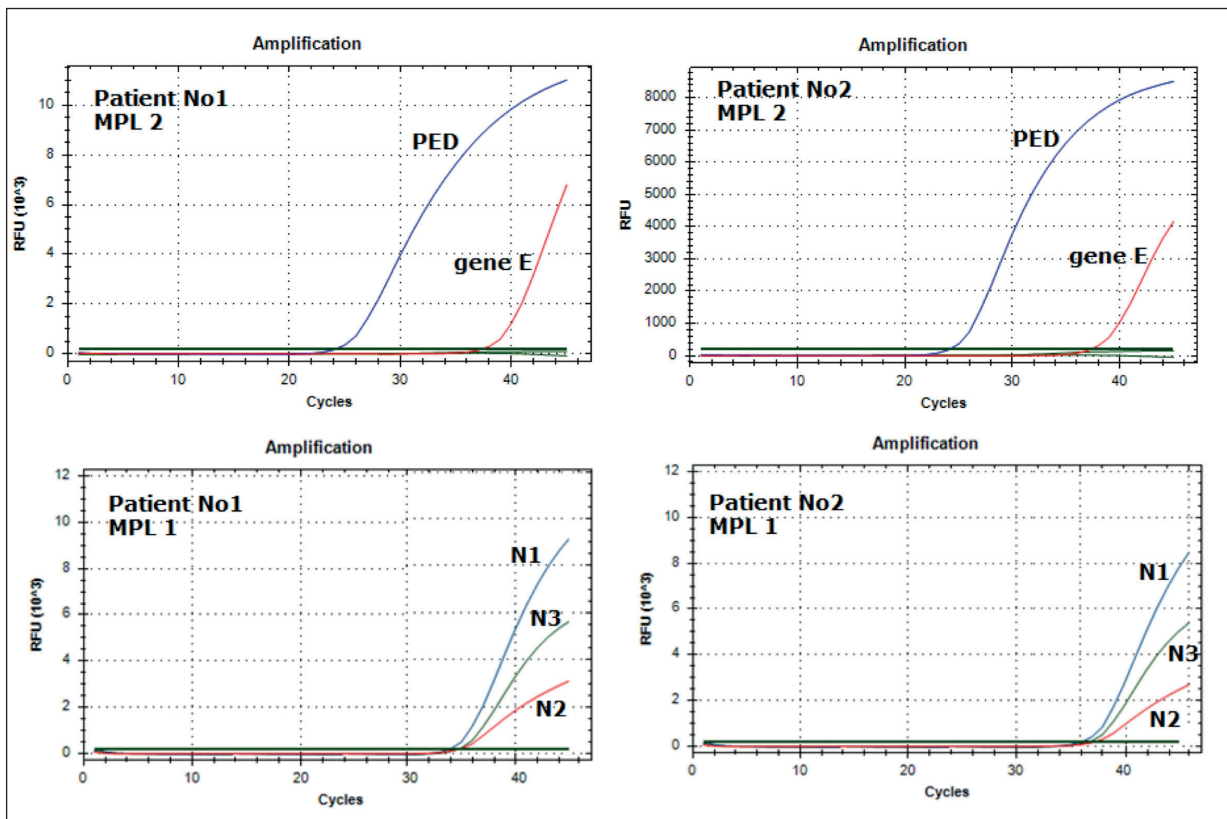 Amplification
Patient No1
MPL 2
PED
gene E
RFU (10^3)
10
8
6
4
2
0
0 10 20 30 40
Cycles
Amplification
Patient No2
MPL 2
PED
gene E
RFU
8000
7000
6000
5000
4000
3000
2000
1000
0
0 10 20 30 40
Cycles
Amplification
Patient No1
MPL 1
N1
N3
N2
RFU (10^3)
12
10
8
6
4
2
0
0 10 20 30 40
Cycles
Amplification
Patient No2
MPL 1
N1
N3
N2
RFU (10^3)
12
10
8
6
4
2
0
0 10 20 30 40
Cycles